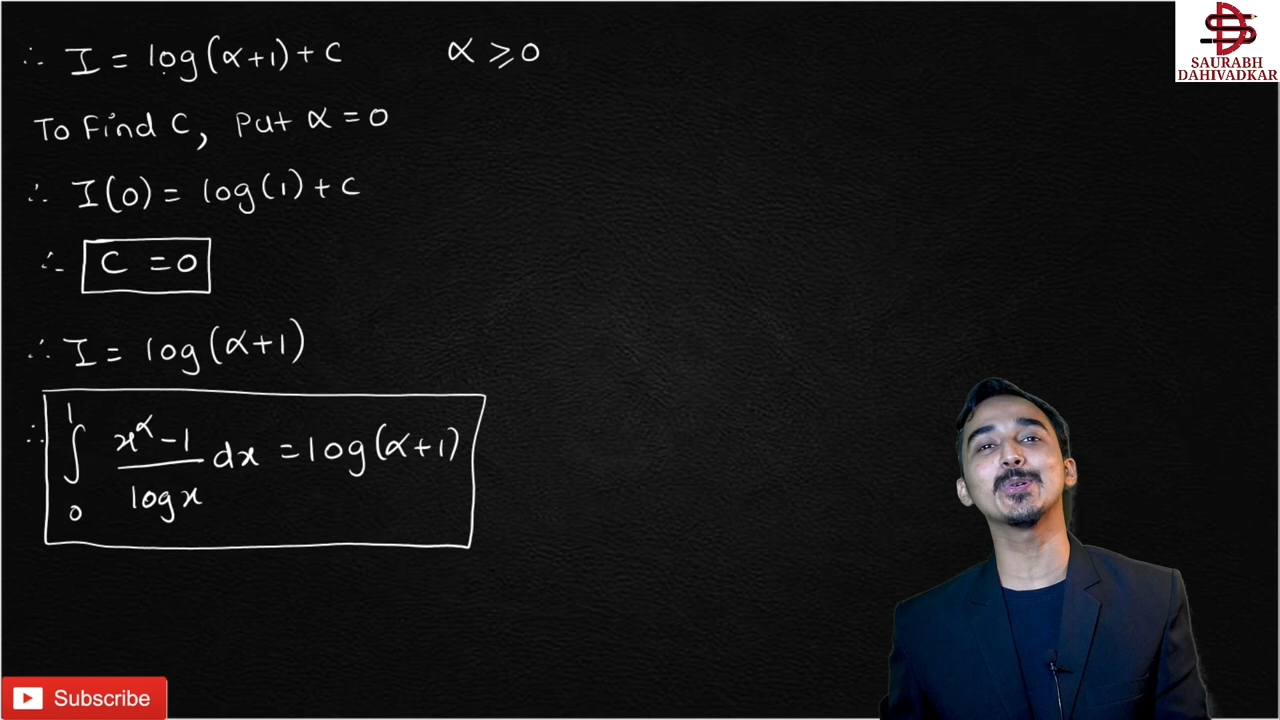 ∴ I = log(α+1) + C α ⩾ 0
To Find C, Put α = 0
∴ I(0) = log(1) + C
∴ C = 0
∴ I = log(α+1)
∴ ∫₀¹ (x^α - 1)/(log x) dx = log(α+1)
SAURABH
DAHIVADKAR
Subscribe